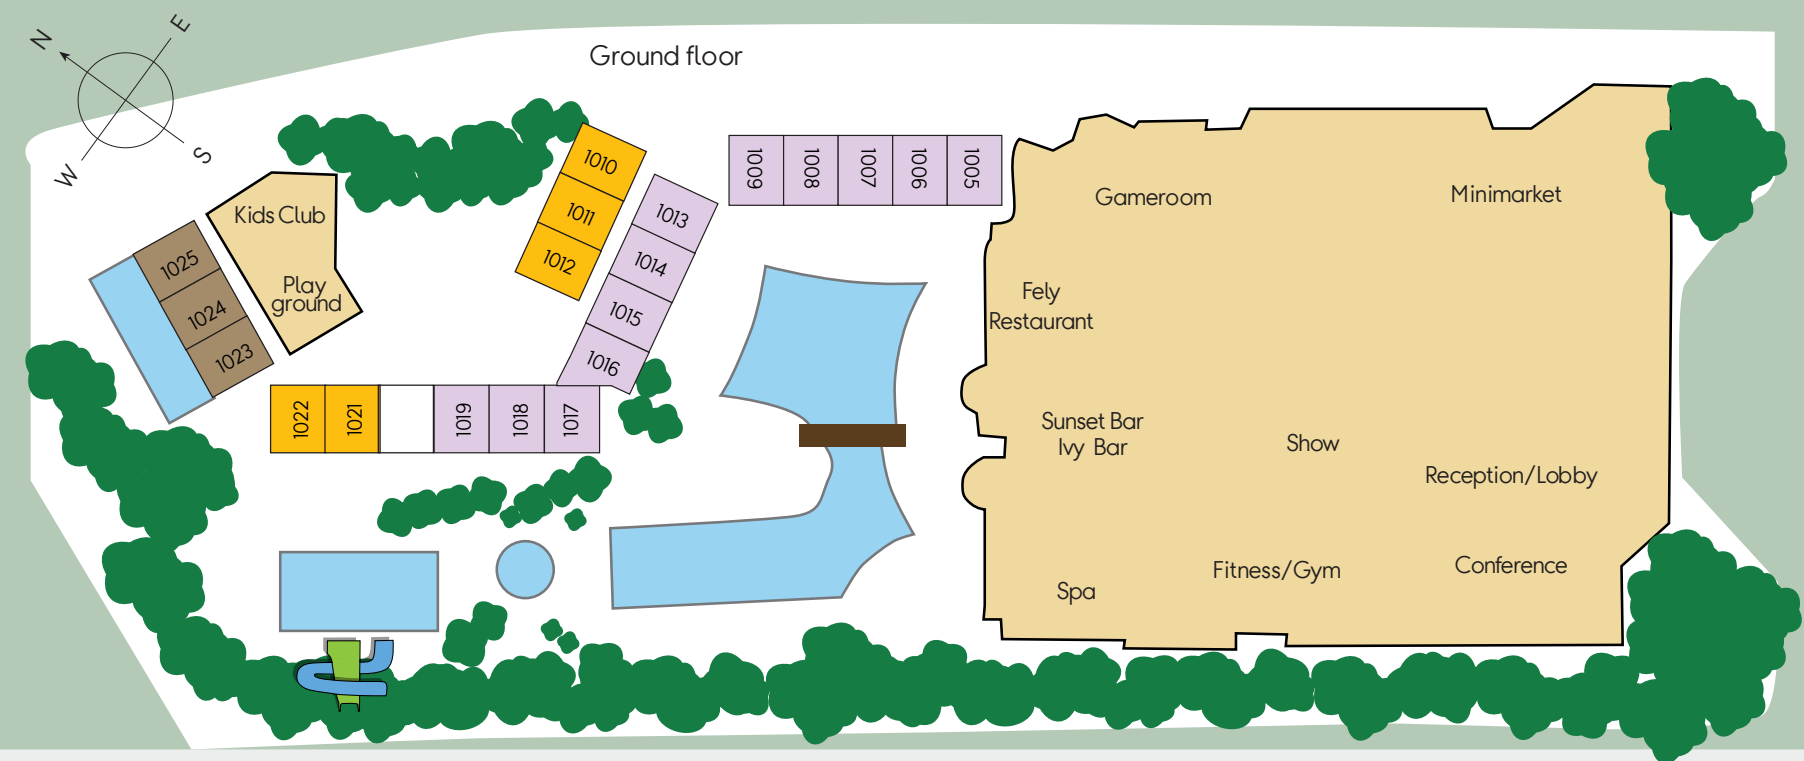 Ground floor
N
E
W
S
Kids Club
Play
ground
1025
1024
1023
1010
1011
1012
1013
1014
1015
1016
1009
1008
1007
1006
1005
1022
1021
1019
1018
1017
Gameroom
Minimarket
Fely
Restaurant
Sunset Bar
Ivy Bar
Show
Reception/Lobby
Spa
Fitness/Gym
Conference